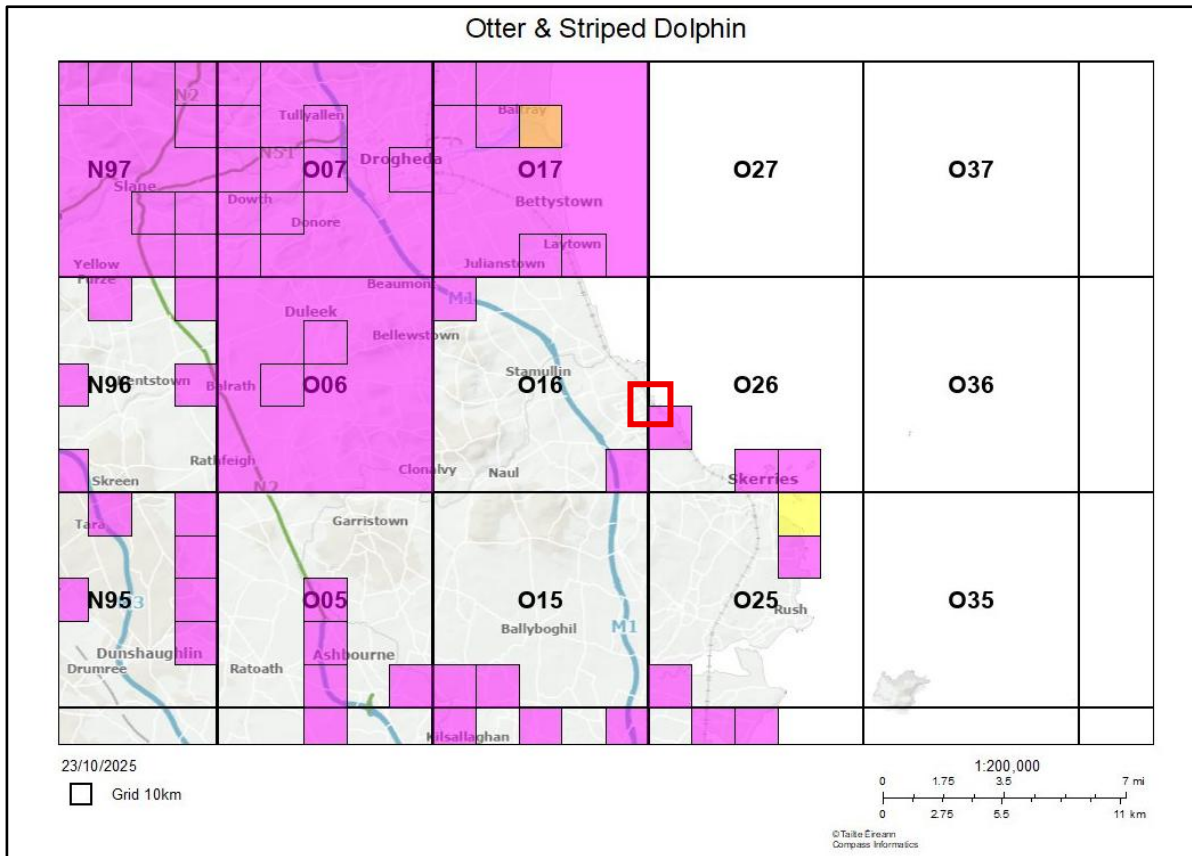 Otter & Striped Dolphin
N2
Tullyallen
Baltray
N51
Drogheda
N97
O07
O17
O27
O37
Slane
Dowth
Bettystown
Donore
Laytown
Yellow
Furze
Julianstown
Beaumont
M1
Duleek
Bellewstown
Stamullin
N96
Kentstown
Balrath
O06
O16
O26
O36
Rathfeigh
Skreen
Clonalvy
Naul
Skerries
N2
Tara
Garristown
N95
O05
O15
O25
O35
Rush
Ballyboghil
M1
Dunshaughlin
Ashbourne
Drumree
Ratoath
Kilsallaghan
23/10/2025
Grid 10km
1:200,000
0 1.75 3.5 7 mi
0 2.75 5.5 11 km
©Tailte Éireann
Compass Informatics